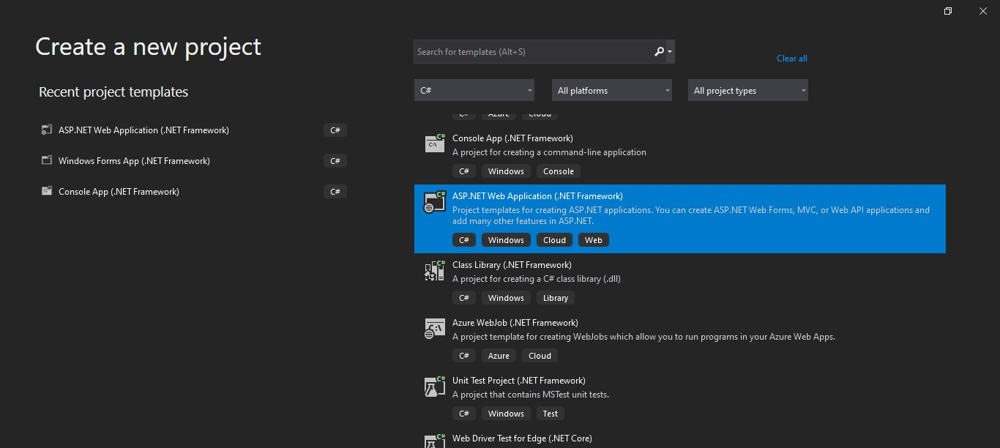 Create a new project
Recent project templates
ASP.NET Web Application (.NET Framework) C#
Windows Forms App (.NET Framework) C#
Console App (.NET Framework) C#
Search for templates (Alt+S)
Clear all
C# All platforms All project types
C# Azure Cloud
Console App (.NET Framework)
A project for creating a command-line application
C# Windows Console
ASP.NET Web Application (.NET Framework)
Project templates for creating ASP.NET applications. You can create ASP.NET Web Forms, MVC, or Web API applications and
add many other features in ASP.NET.
C# Windows Cloud Web
Class Library (.NET Framework)
A project for creating a C# class library (.dll)
C# Windows Library
Azure WebJob (.NET Framework)
A project template for creating WebJobs which allow you to run programs in your Azure Web Apps.
C# Azure Cloud
Unit Test Project (.NET Framework)
A project that contains MSTest unit tests.
C# Windows Test
Web Driver Test for Edge (.NET Core)